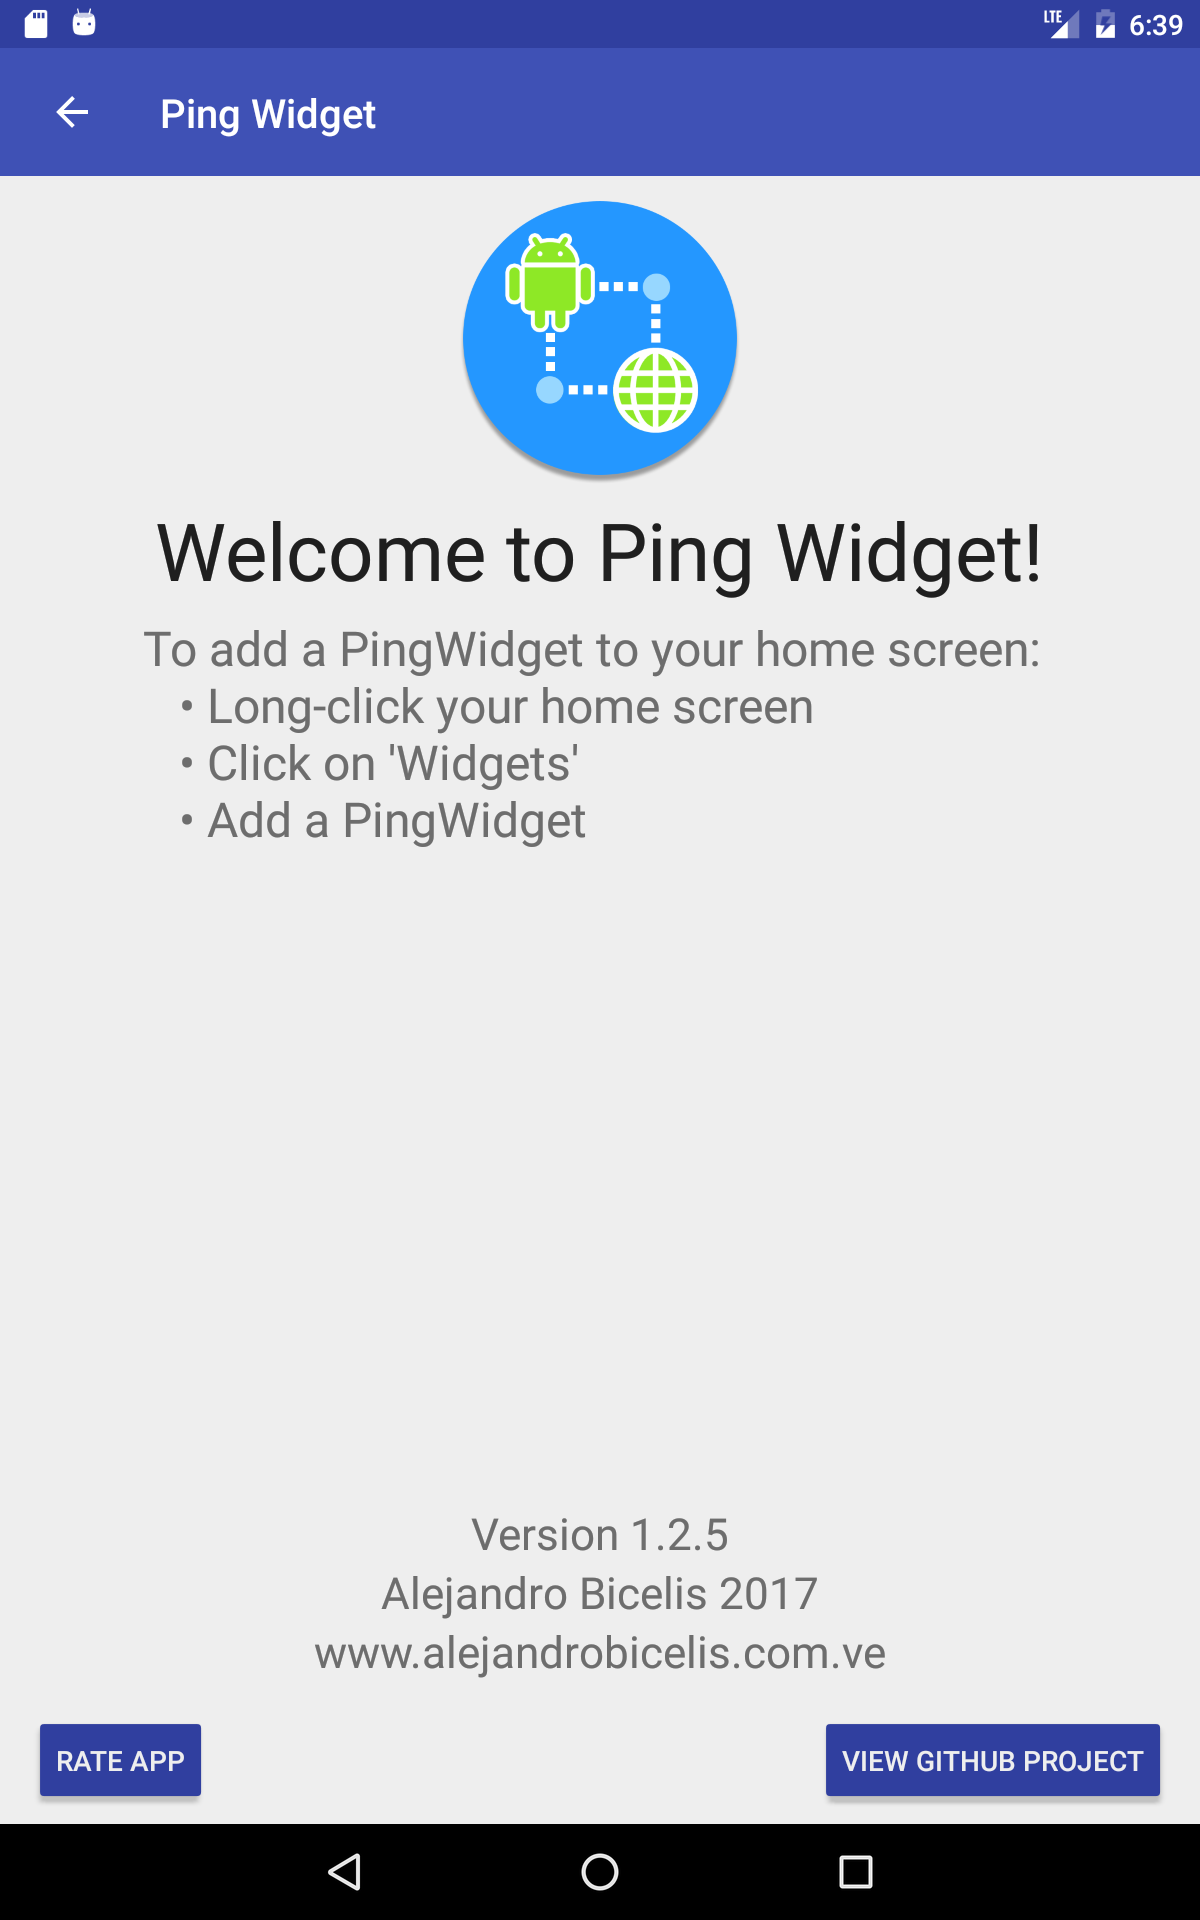 LTE 6:39
Ping Widget
Welcome to Ping Widget!
To add a PingWidget to your home screen:
• Long-click your home screen
• Click on 'Widgets'
• Add a PingWidget
Version 1.2.5
Alejandro Bicelis 2017
www.alejandrobicelis.com.ve
RATE APP
VIEW GITHUB PROJECT